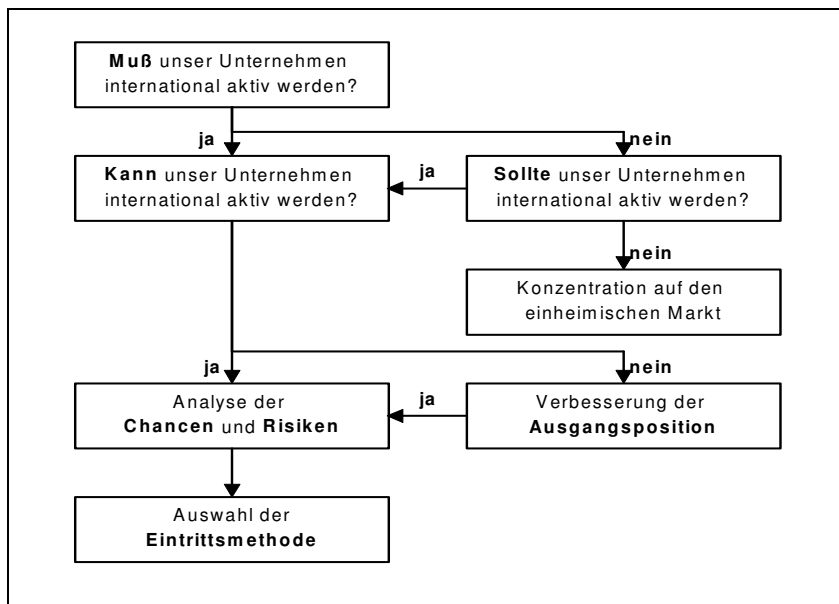 Muß unser Unternehmen
international aktiv werden?
ja
nein
Kann unser Unternehmen
international aktiv werden?
ja
Sollte unser Unternehmen
international aktiv werden?
nein
Konzentration auf den
einheimischen Markt
ja
nein
Analyse der
Chancen und Risiken
ja
Verbesserung der
Ausgangsposition
Auswahl der
Eintrittsmethode